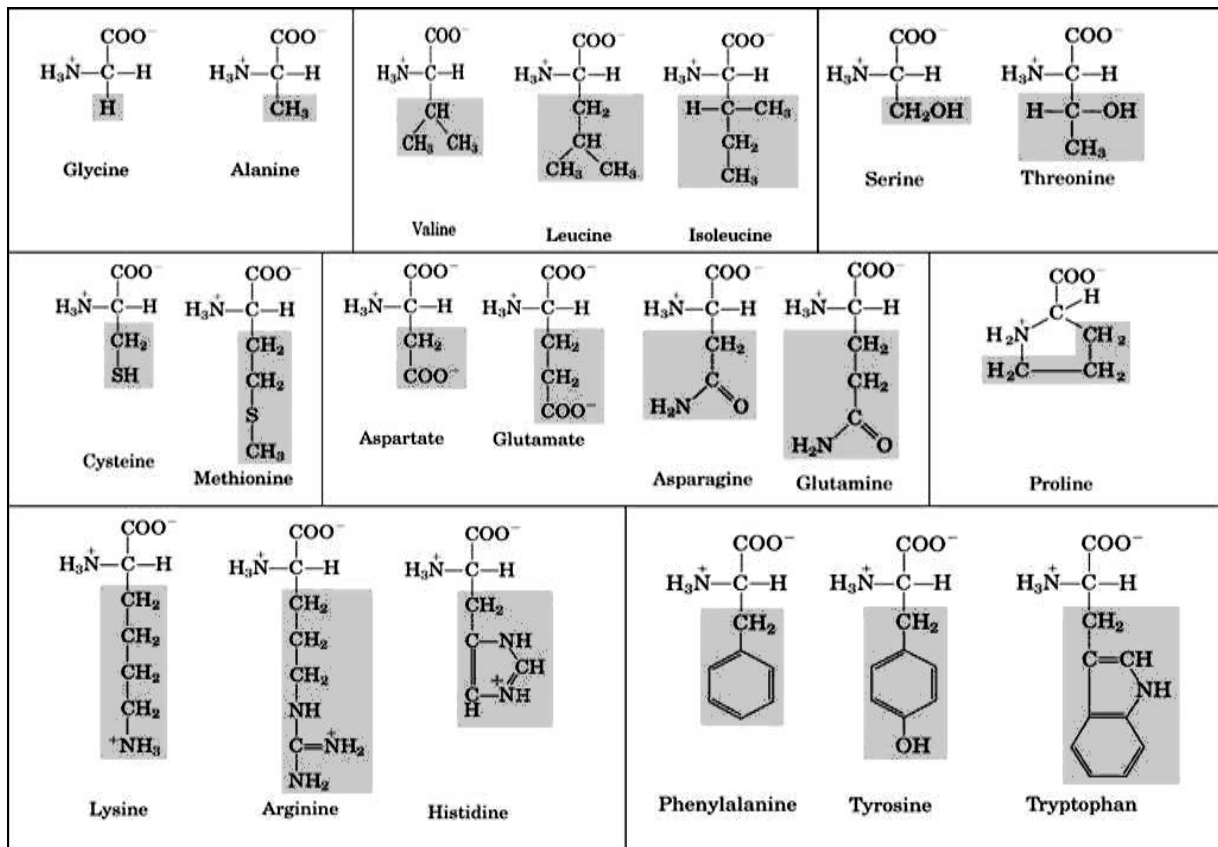 COO⁻ COO⁻
H₃N⁺—C—H H₃N⁺—C—H
H CH₃
Glycine Alanine
COO⁻ COO⁻ COO⁻
H₃N⁺—C—H H₃N⁺—C—H H₃N⁺—C—H
CH CH₂ H—C—CH₃
CH₃ CH₃ CH CH₂
CH₃ CH₃ CH₃
Valine Leucine Isoleucine
COO⁻ COO⁻
H₃N⁺—C—H H₃N⁺—C—H
CH₂OH H—C—OH
CH₃
Serine Threonine
COO⁻ COO⁻
H₃N⁺—C—H H₃N⁺—C—H
CH₂ CH₂
SH CH₂
S
CH₃
Cysteine Methionine
COO⁻ COO⁻ COO⁻ COO⁻
H₃N⁺—C—H H₃N⁺—C—H H₃N⁺—C—H H₃N⁺—C—H
CH₂ CH₂ CH₂ CH₂
COO⁻ CH₂ C CH₂
COO⁻ H₂N O C
H₂N O
Aspartate Glutamate Asparagine Glutamine
COO⁻
H
C
H₂N⁺ CH₂
H₂C CH₂
Proline
COO⁻ COO⁻ COO⁻
H₃N⁺—C—H H₃N⁺—C—H H₃N⁺—C—H
CH₂ CH₂ CH₂
CH₂ CH₂ C—NH
CH₂ CH₂ CH
CH₂ NH C—NH⁺
⁺NH₃ C=NH₂⁺ H
NH₂
Lysine Arginine Histidine
COO⁻ COO⁻ COO⁻
H₃N⁺—C—H H₃N⁺—C—H H₃N⁺—C—H
CH₂ CH₂ CH₂
C=CH
NH
OH
Phenylalanine Tyrosine Tryptophan